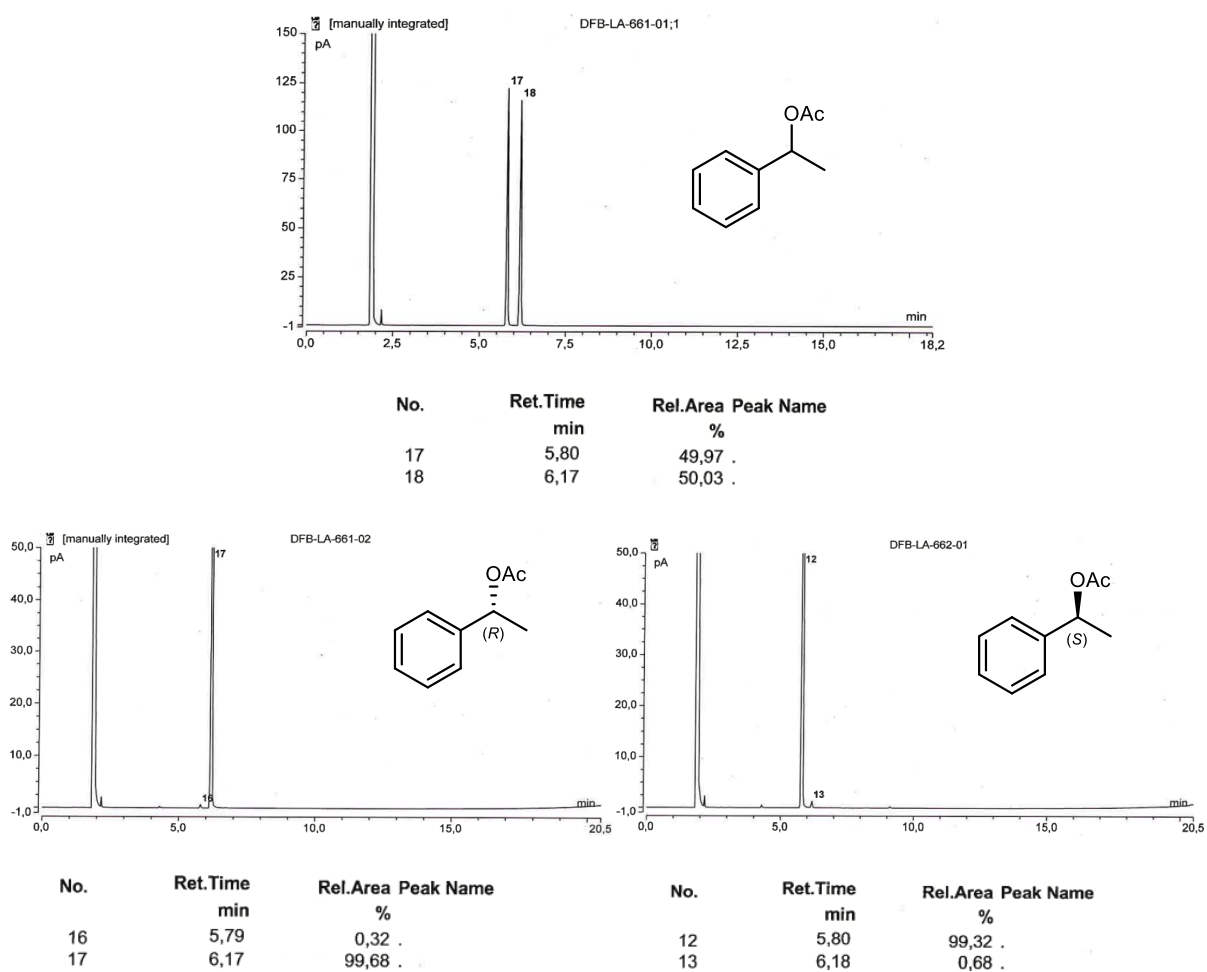 [manually integrated]
DFB-LA-661-01;1
150
pA
125
100
75
50
25
-1
17
18
OAc
min
0,0 2,5 5,0 7,5 10,0 12,5 15,0 18,2
No. Ret.Time Rel.Area Peak Name
min %
17 5,80 49,97 .
18 6,17 50,03 .
[manually integrated]
DFB-LA-661-02
50,0
pA
40,0
30,0
20,0
10,0
-1,0
17
16
OAc
(R)
min
0,0 5,0 10,0 15,0 20,5
No. Ret.Time Rel.Area Peak Name
min %
16 5,79 0,32 .
17 6,17 99,68 .
DFB-LA-662-01
50,0
pA
40,0
30,0
20,0
10,0
-1,0
12
13
OAc
(S)
min
0,0 5,0 10,0 15,0 20,5
No. Ret.Time Rel.Area Peak Name
min %
12 5,80 99,32 .
13 6,18 0,68 .